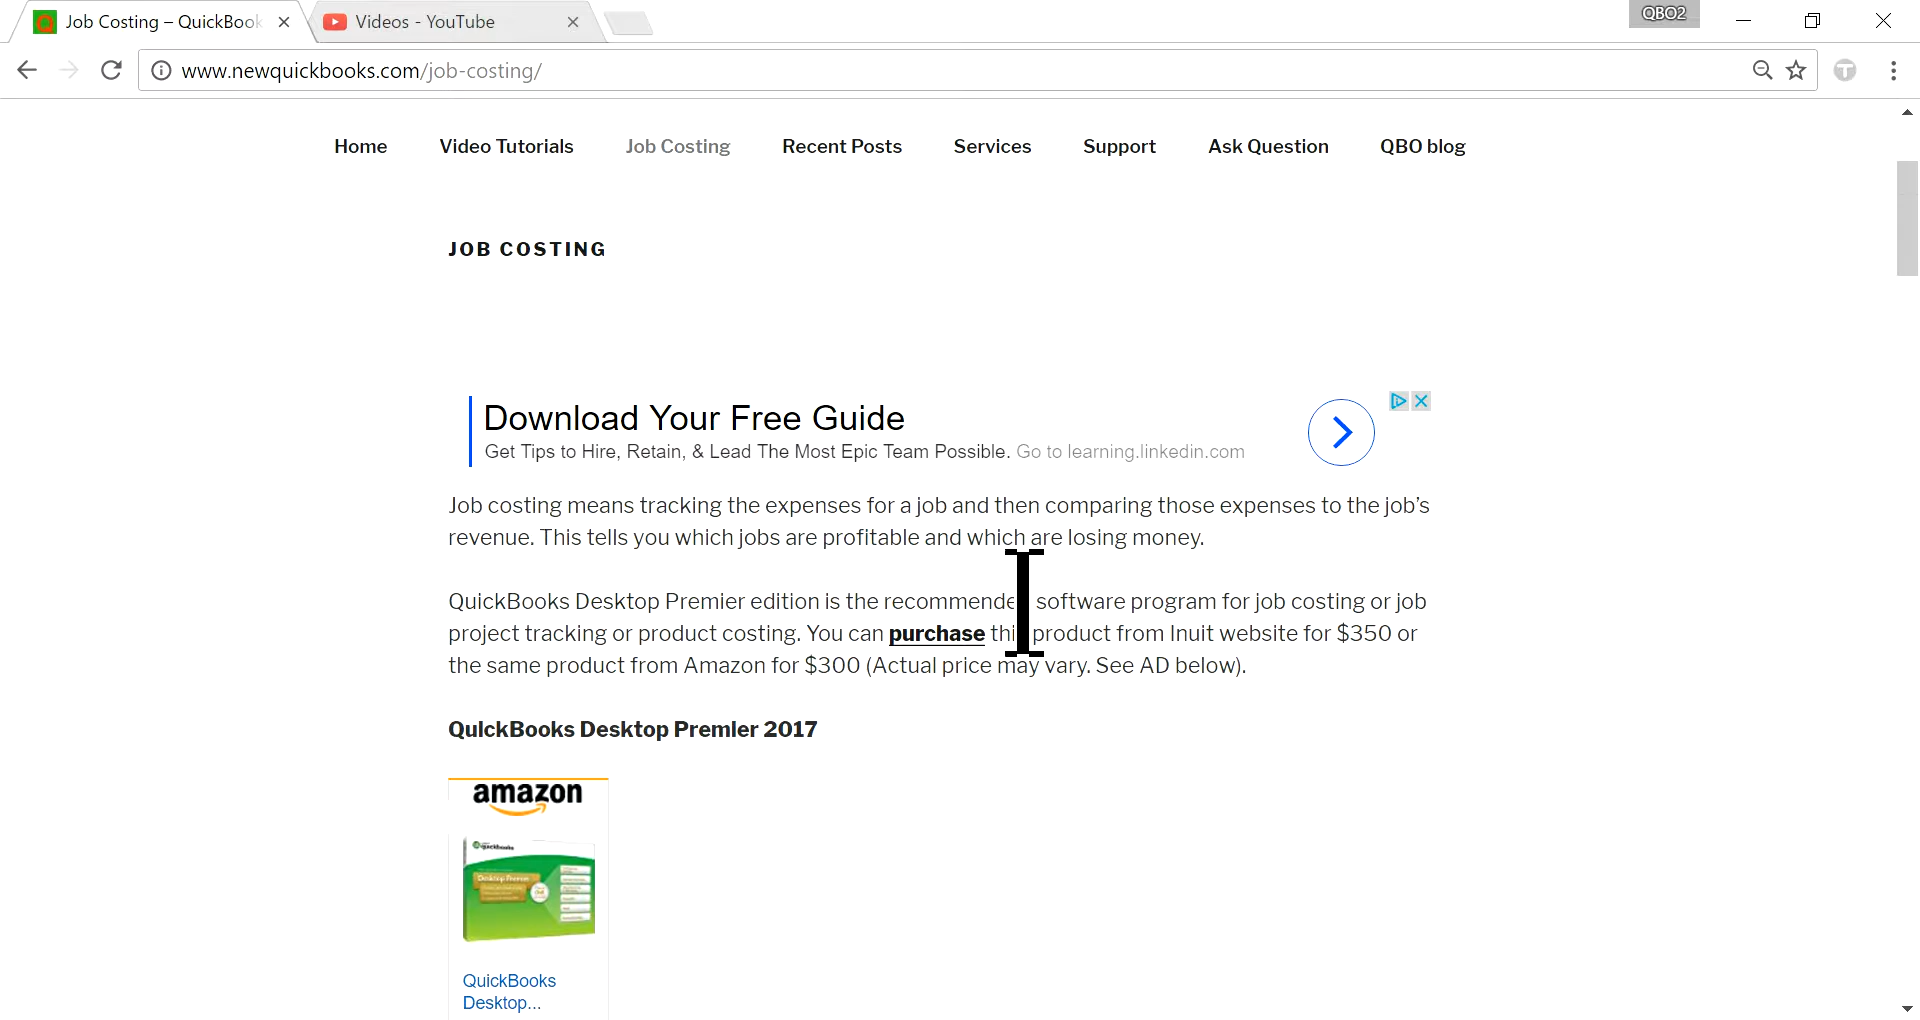 Job Costing – QuickBook
Videos - YouTube
QBO2
www.newquickbooks.com/job-costing/
Home Video Tutorials Job Costing Recent Posts Services Support Ask Question QBO blog
JOB COSTING
Download Your Free Guide
Get Tips to Hire, Retain, & Lead The Most Epic Team Possible. Go to learning.linkedin.com
Job costing means tracking the expenses for a job and then comparing those expenses to the job’s
revenue. This tells you which jobs are profitable and which are losing money.
QuickBooks Desktop Premier edition is the recommende software program for job costing or job
project tracking or product costing. You can purchase thi product from Inuit website for $350 or
the same product from Amazon for $300 (Actual price may vary. See AD below).
QuickBooks Desktop Premier 2017
amazon
quickbooks
Desktop Premier
QuickBooks
Desktop...